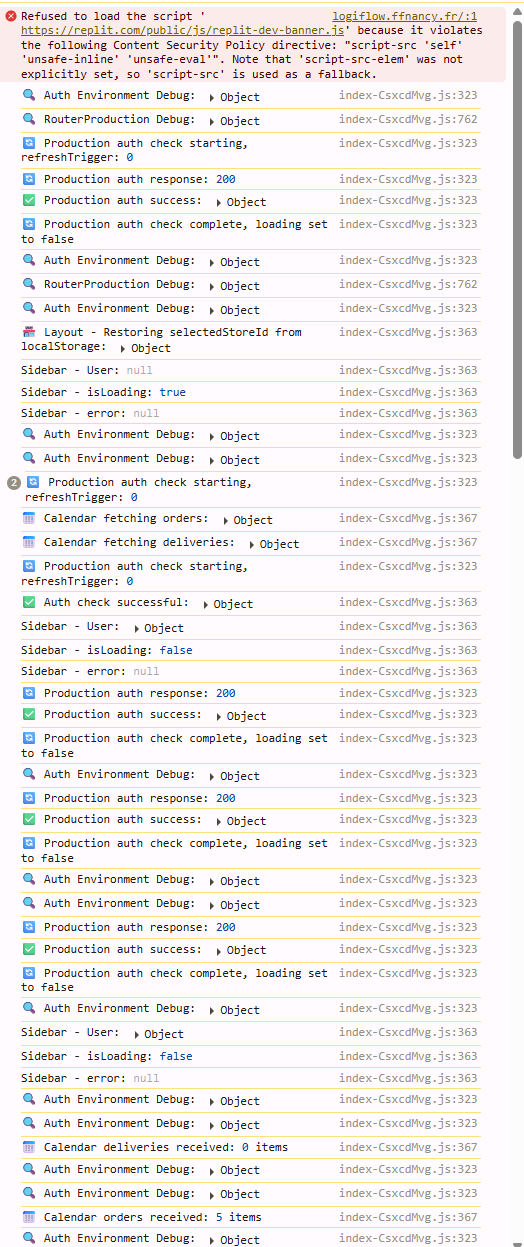 Refused to load the script ' logiflow.ffnancy.fr/:1
https://replit.com/public/js/replit-dev-banner.js' because it violates
the following Content Security Policy directive: "script-src 'self'
'unsafe-inline' 'unsafe-eval'". Note that 'script-src-elem' was not
explicitly set, so 'script-src' is used as a fallback.
🔍 Auth Environment Debug: ▶ Object index-CsxcdMvg.js:323
🔍 RouterProduction Debug: ▶ Object index-CsxcdMvg.js:762
🔄 Production auth check starting, index-CsxcdMvg.js:323
refreshTrigger: 0
🔄 Production auth response: 200 index-CsxcdMvg.js:323
✅ Production auth success: ▶ Object index-CsxcdMvg.js:323
🔄 Production auth check complete, loading set index-CsxcdMvg.js:323
to false
🔍 Auth Environment Debug: ▶ Object index-CsxcdMvg.js:323
🔍 RouterProduction Debug: ▶ Object index-CsxcdMvg.js:762
🔍 Auth Environment Debug: ▶ Object index-CsxcdMvg.js:323
🏪 Layout - Restoring selectedStoreId from index-CsxcdMvg.js:363
localStorage: ▶ Object
Sidebar - User: null index-CsxcdMvg.js:363
Sidebar - isLoading: true index-CsxcdMvg.js:363
Sidebar - error: null index-CsxcdMvg.js:363
🔍 Auth Environment Debug: ▶ Object index-CsxcdMvg.js:323
🔍 Auth Environment Debug: ▶ Object index-CsxcdMvg.js:323
2 🔄 Production auth check starting, index-CsxcdMvg.js:323
refreshTrigger: 0
📅 Calendar fetching orders: ▶ Object index-CsxcdMvg.js:367
📅 Calendar fetching deliveries: ▶ Object index-CsxcdMvg.js:367
🔄 Production auth check starting, index-CsxcdMvg.js:323
refreshTrigger: 0
✅ Auth check successful: ▶ Object index-CsxcdMvg.js:363
Sidebar - User: ▶ Object index-CsxcdMvg.js:363
Sidebar - isLoading: false index-CsxcdMvg.js:363
Sidebar - error: null index-CsxcdMvg.js:363
🔄 Production auth response: 200 index-CsxcdMvg.js:323
✅ Production auth success: ▶ Object index-CsxcdMvg.js:323
🔄 Production auth check complete, loading set index-CsxcdMvg.js:323
to false
🔍 Auth Environment Debug: ▶ Object index-CsxcdMvg.js:323
🔄 Production auth response: 200 index-CsxcdMvg.js:323
✅ Production auth success: ▶ Object index-CsxcdMvg.js:323
🔄 Production auth check complete, loading set index-CsxcdMvg.js:323
to false
🔍 Auth Environment Debug: ▶ Object index-CsxcdMvg.js:323
🔍 Auth Environment Debug: ▶ Object index-CsxcdMvg.js:323
🔄 Production auth response: 200 index-CsxcdMvg.js:323
✅ Production auth success: ▶ Object index-CsxcdMvg.js:323
🔄 Production auth check complete, loading set index-CsxcdMvg.js:323
to false
🔍 Auth Environment Debug: ▶ Object index-CsxcdMvg.js:323
Sidebar - User: ▶ Object index-CsxcdMvg.js:363
Sidebar - isLoading: false index-CsxcdMvg.js:363
Sidebar - error: null index-CsxcdMvg.js:363
🔍 Auth Environment Debug: ▶ Object index-CsxcdMvg.js:323
🔍 Auth Environment Debug: ▶ Object index-CsxcdMvg.js:323
📅 Calendar deliveries received: 0 items index-CsxcdMvg.js:367
🔍 Auth Environment Debug: ▶ Object index-CsxcdMvg.js:323
🔍 Auth Environment Debug: ▶ Object index-CsxcdMvg.js:323
📅 Calendar orders received: 5 items index-CsxcdMvg.js:367
🔍 Auth Environment Debug: ▶ Object index-CsxcdMvg.js:323